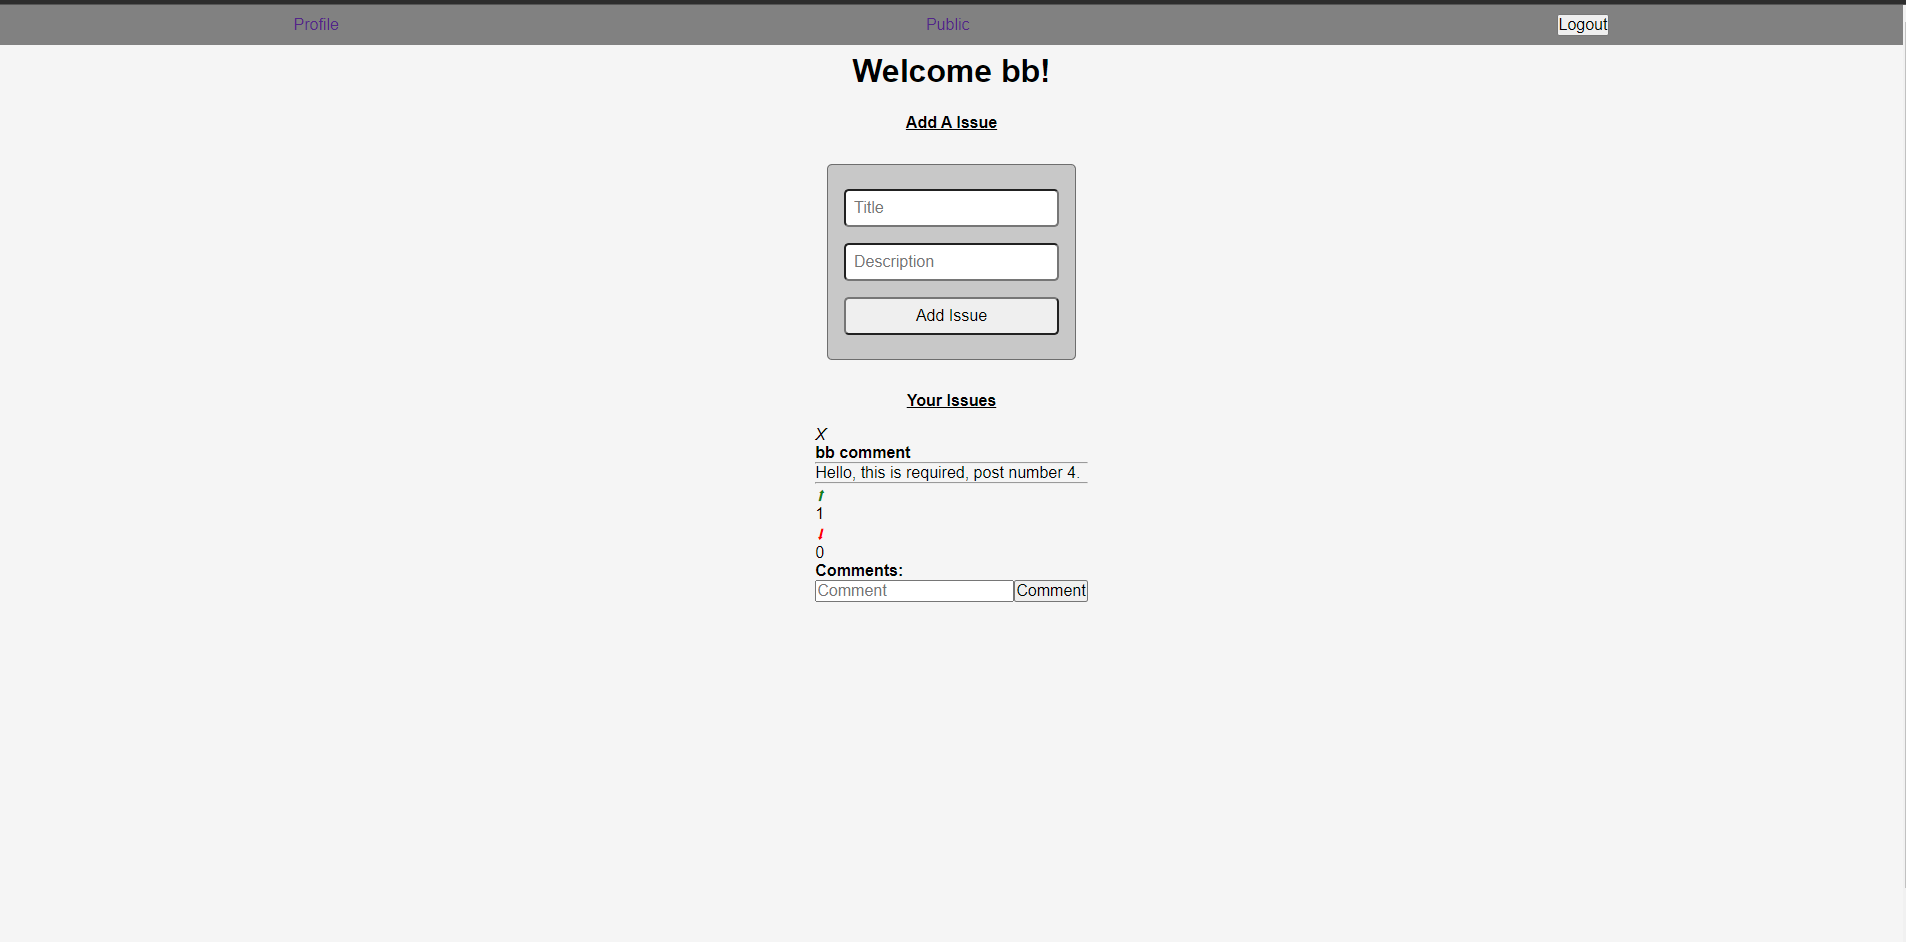 Profile Public Logout
Welcome bb!
Add A Issue
Title
Description
Add Issue
Your Issues
X
bb comment
Hello, this is required, post number 4.
1
0
Comments:
Comment Comment